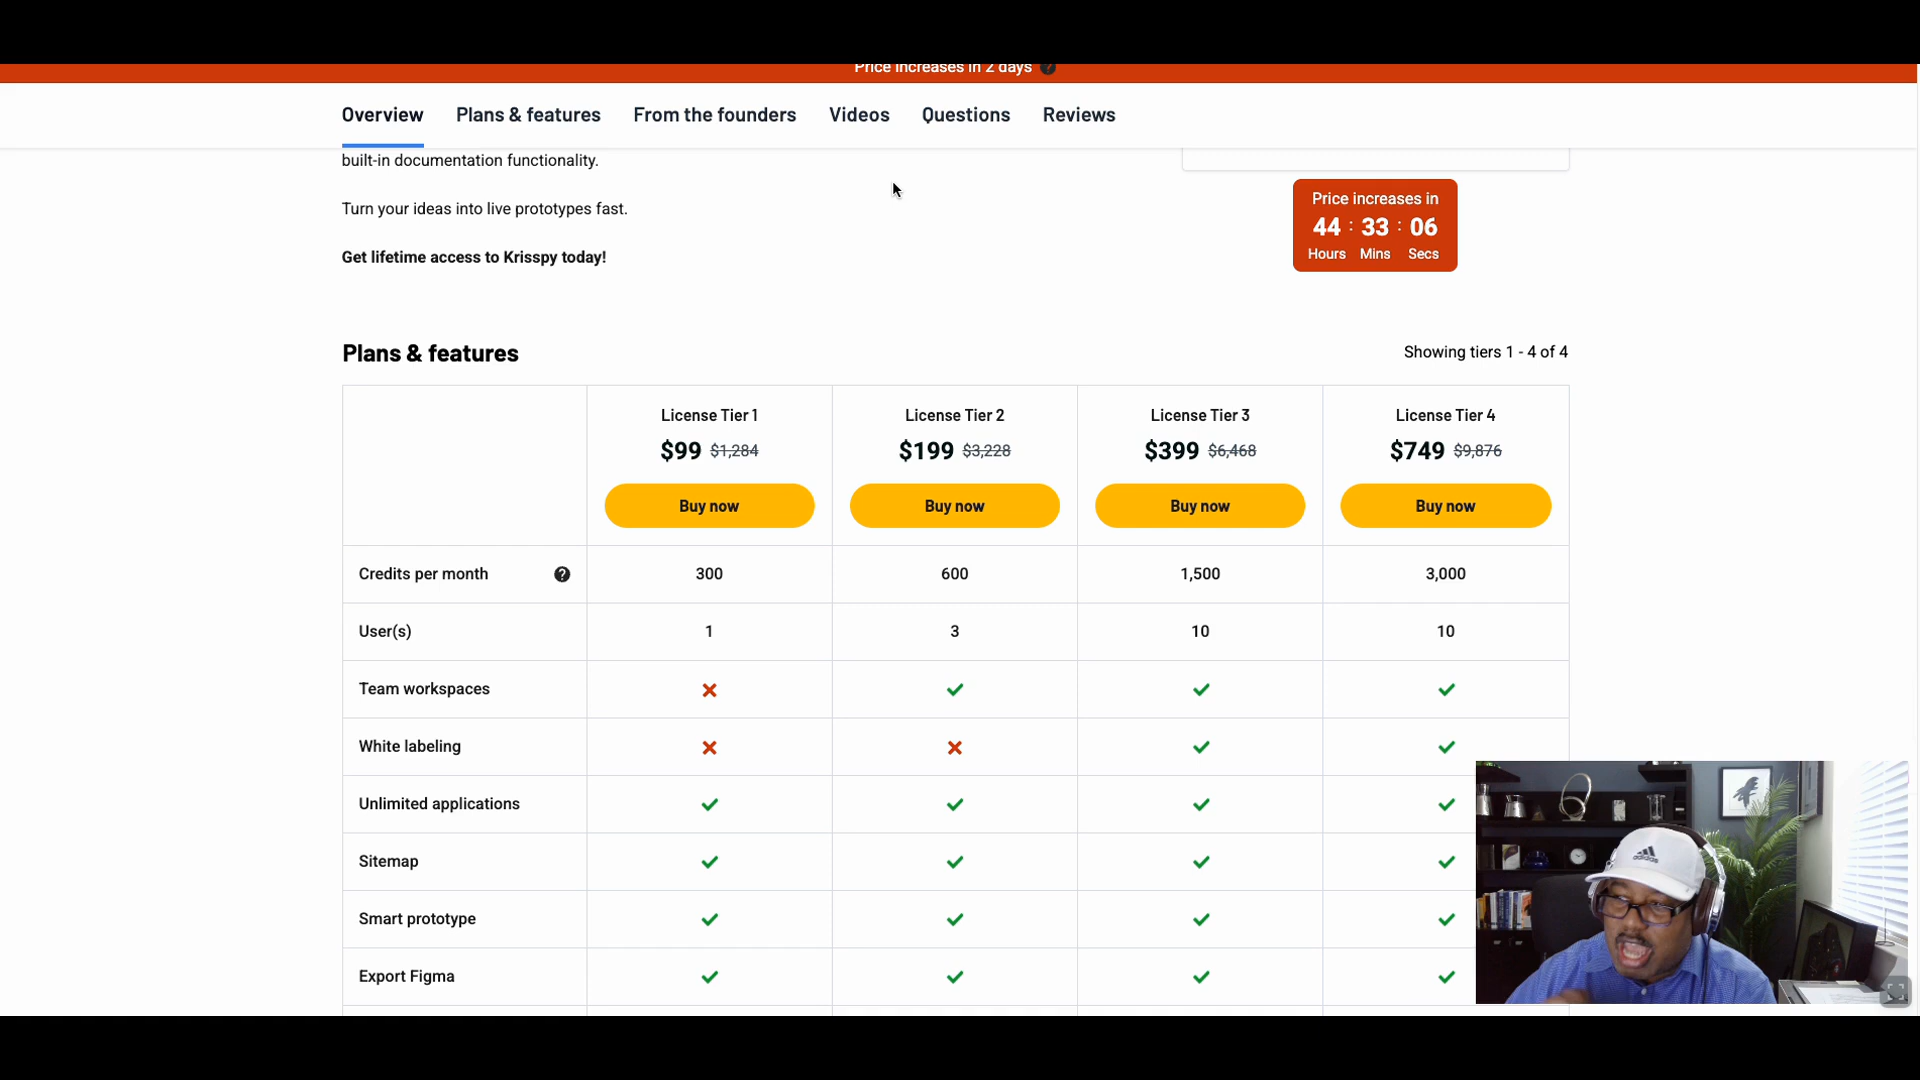 Price increases in 2 days ?
Overview Plans & features From the founders Videos Questions Reviews
built-in documentation functionality.
Turn your ideas into live prototypes fast.
Get lifetime access to Krisspy today!
Price increases in
44 : 33 : 06
Hours Mins Secs
Plans & features
Showing tiers 1 - 4 of 4
License Tier 1 License Tier 2 License Tier 3 License Tier 4
$99 $1,284 $199 $3,228 $399 $6,468 $749 $9,876
Buy now Buy now Buy now Buy now
Credits per month ? 300 600 1,500 3,000
User(s) 1 3 10 10
Team workspaces
White labeling
Unlimited applications
Sitemap
Smart prototype
Export Figma
adidas